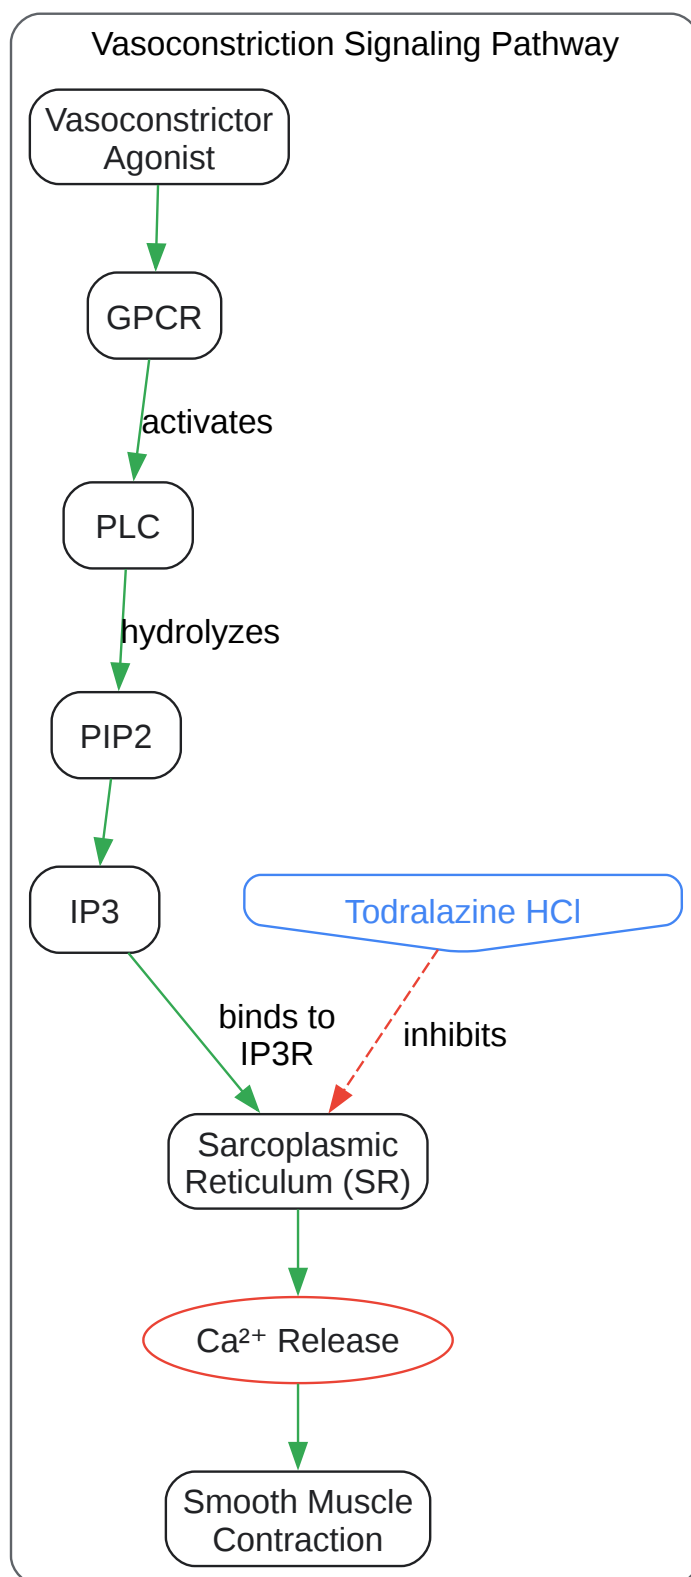 Vasoconstriction Signaling Pathway
Vasoconstrictor
Agonist
GPCR
activates
PLC
hydrolyzes
PIP2
IP3
Todralazine HCl
binds to
IP3R
inhibits
Sarcoplasmic
Reticulum (SR)
Ca²⁺ Release
Smooth Muscle
Contraction